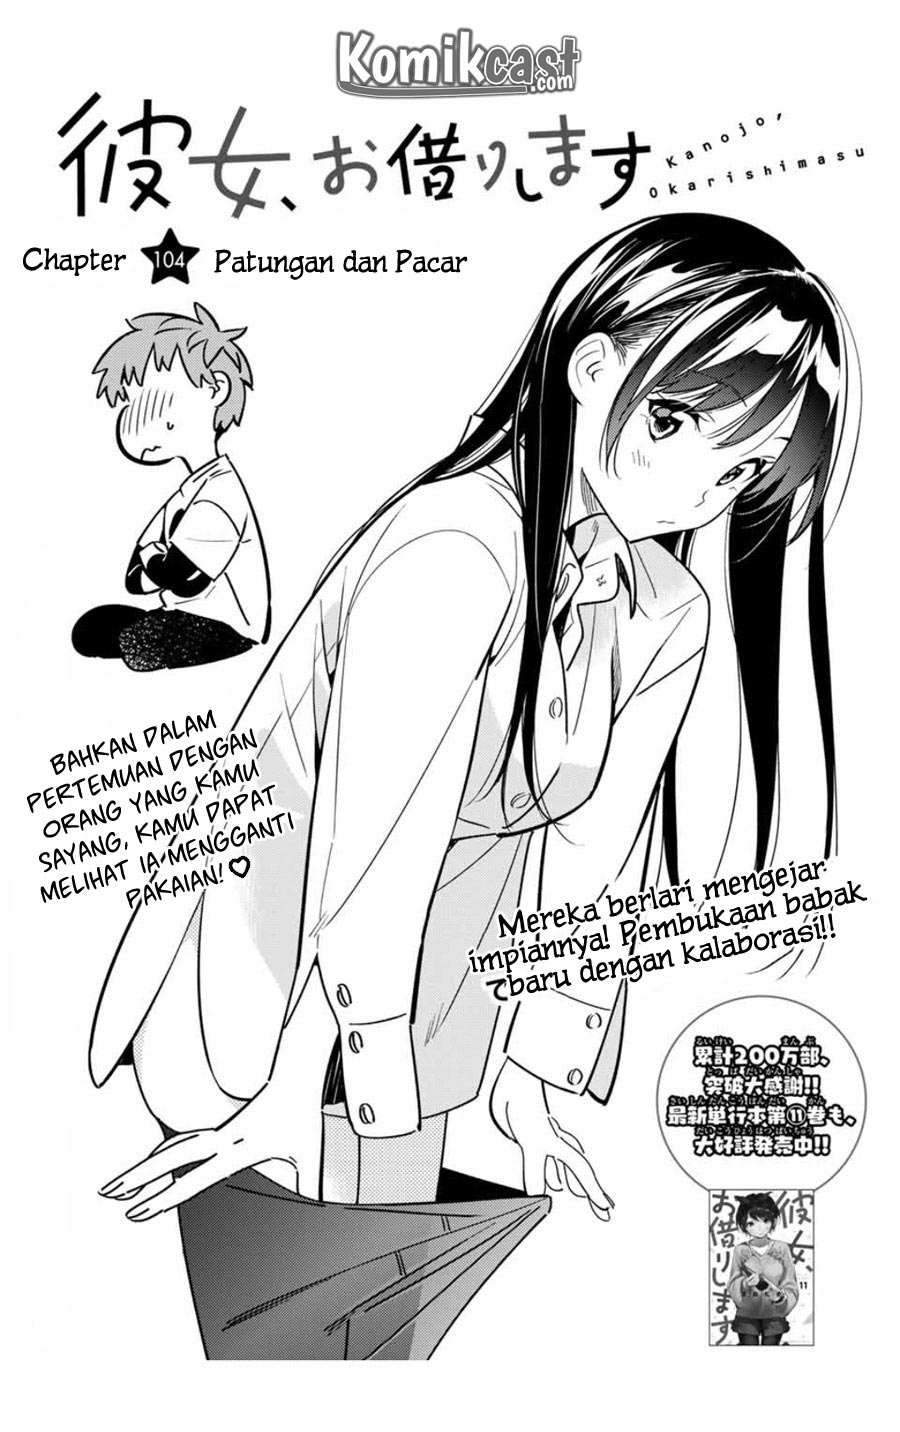 Komikcast
.com
彼女、お借りします
Kanojo,
Okarishimasu
Chapter 104 Patungan dan Pacar
BAHKAN DALAM
PERTEMUAN DENGAN
ORANG YANG KAMU
SAYANG, KAMU DAPAT
MELIHAT IA MENGGANTI
PAKAIAN! ♡
Mereka berlari mengejar
impiannya! Pembukaan babak
baru dengan kalaborasi!!
累計200万部、
突破大感謝!!
最新単行本第⑪巻も、
大好評発売中!!
彼女、
お借りします
11